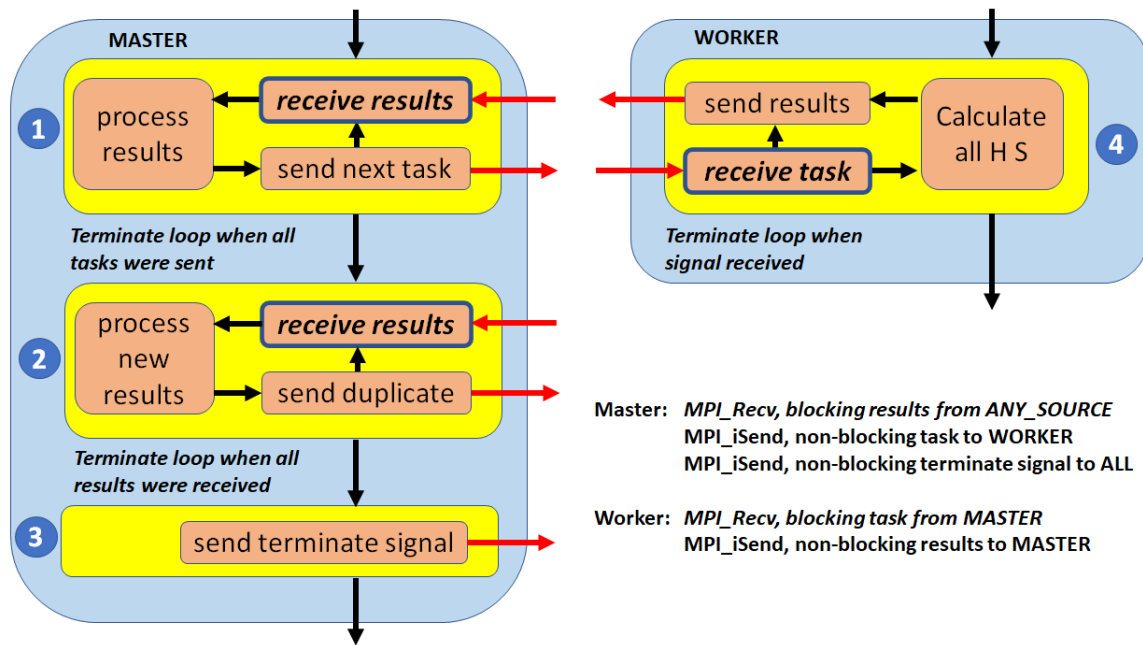 MASTER
1
process
results
receive results
send next task
Terminate loop when all
tasks were sent
2
process
new
results
receive results
send duplicate
Terminate loop when all
results were received
3
send terminate signal
WORKER
send results
receive task
Calculate
all H S
4
Terminate loop when
signal received
Master: MPI_Recv, blocking results from ANY_SOURCE
MPI_iSend, non-blocking task to WORKER
MPI_iSend, non-blocking terminate signal to ALL
Worker: MPI_Recv, blocking task from MASTER
MPI_iSend, non-blocking results to MASTER